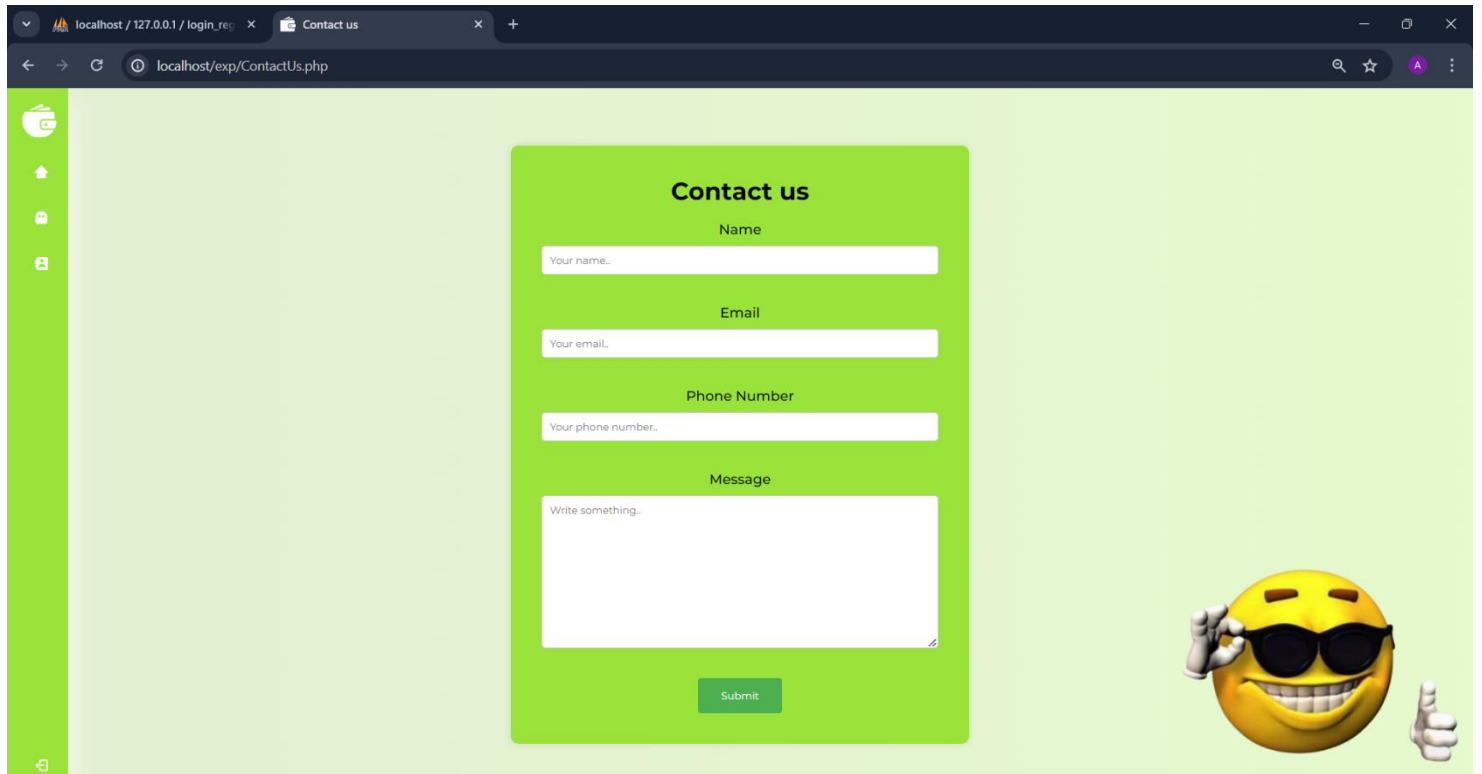 localhost / 127.0.0.1 / login_reg
Contact us
localhost/exp/ContactUs.php
A
Contact us
Name
Your name..
Email
Your email..
Phone Number
Your phone number..
Message
Write something..
Submit